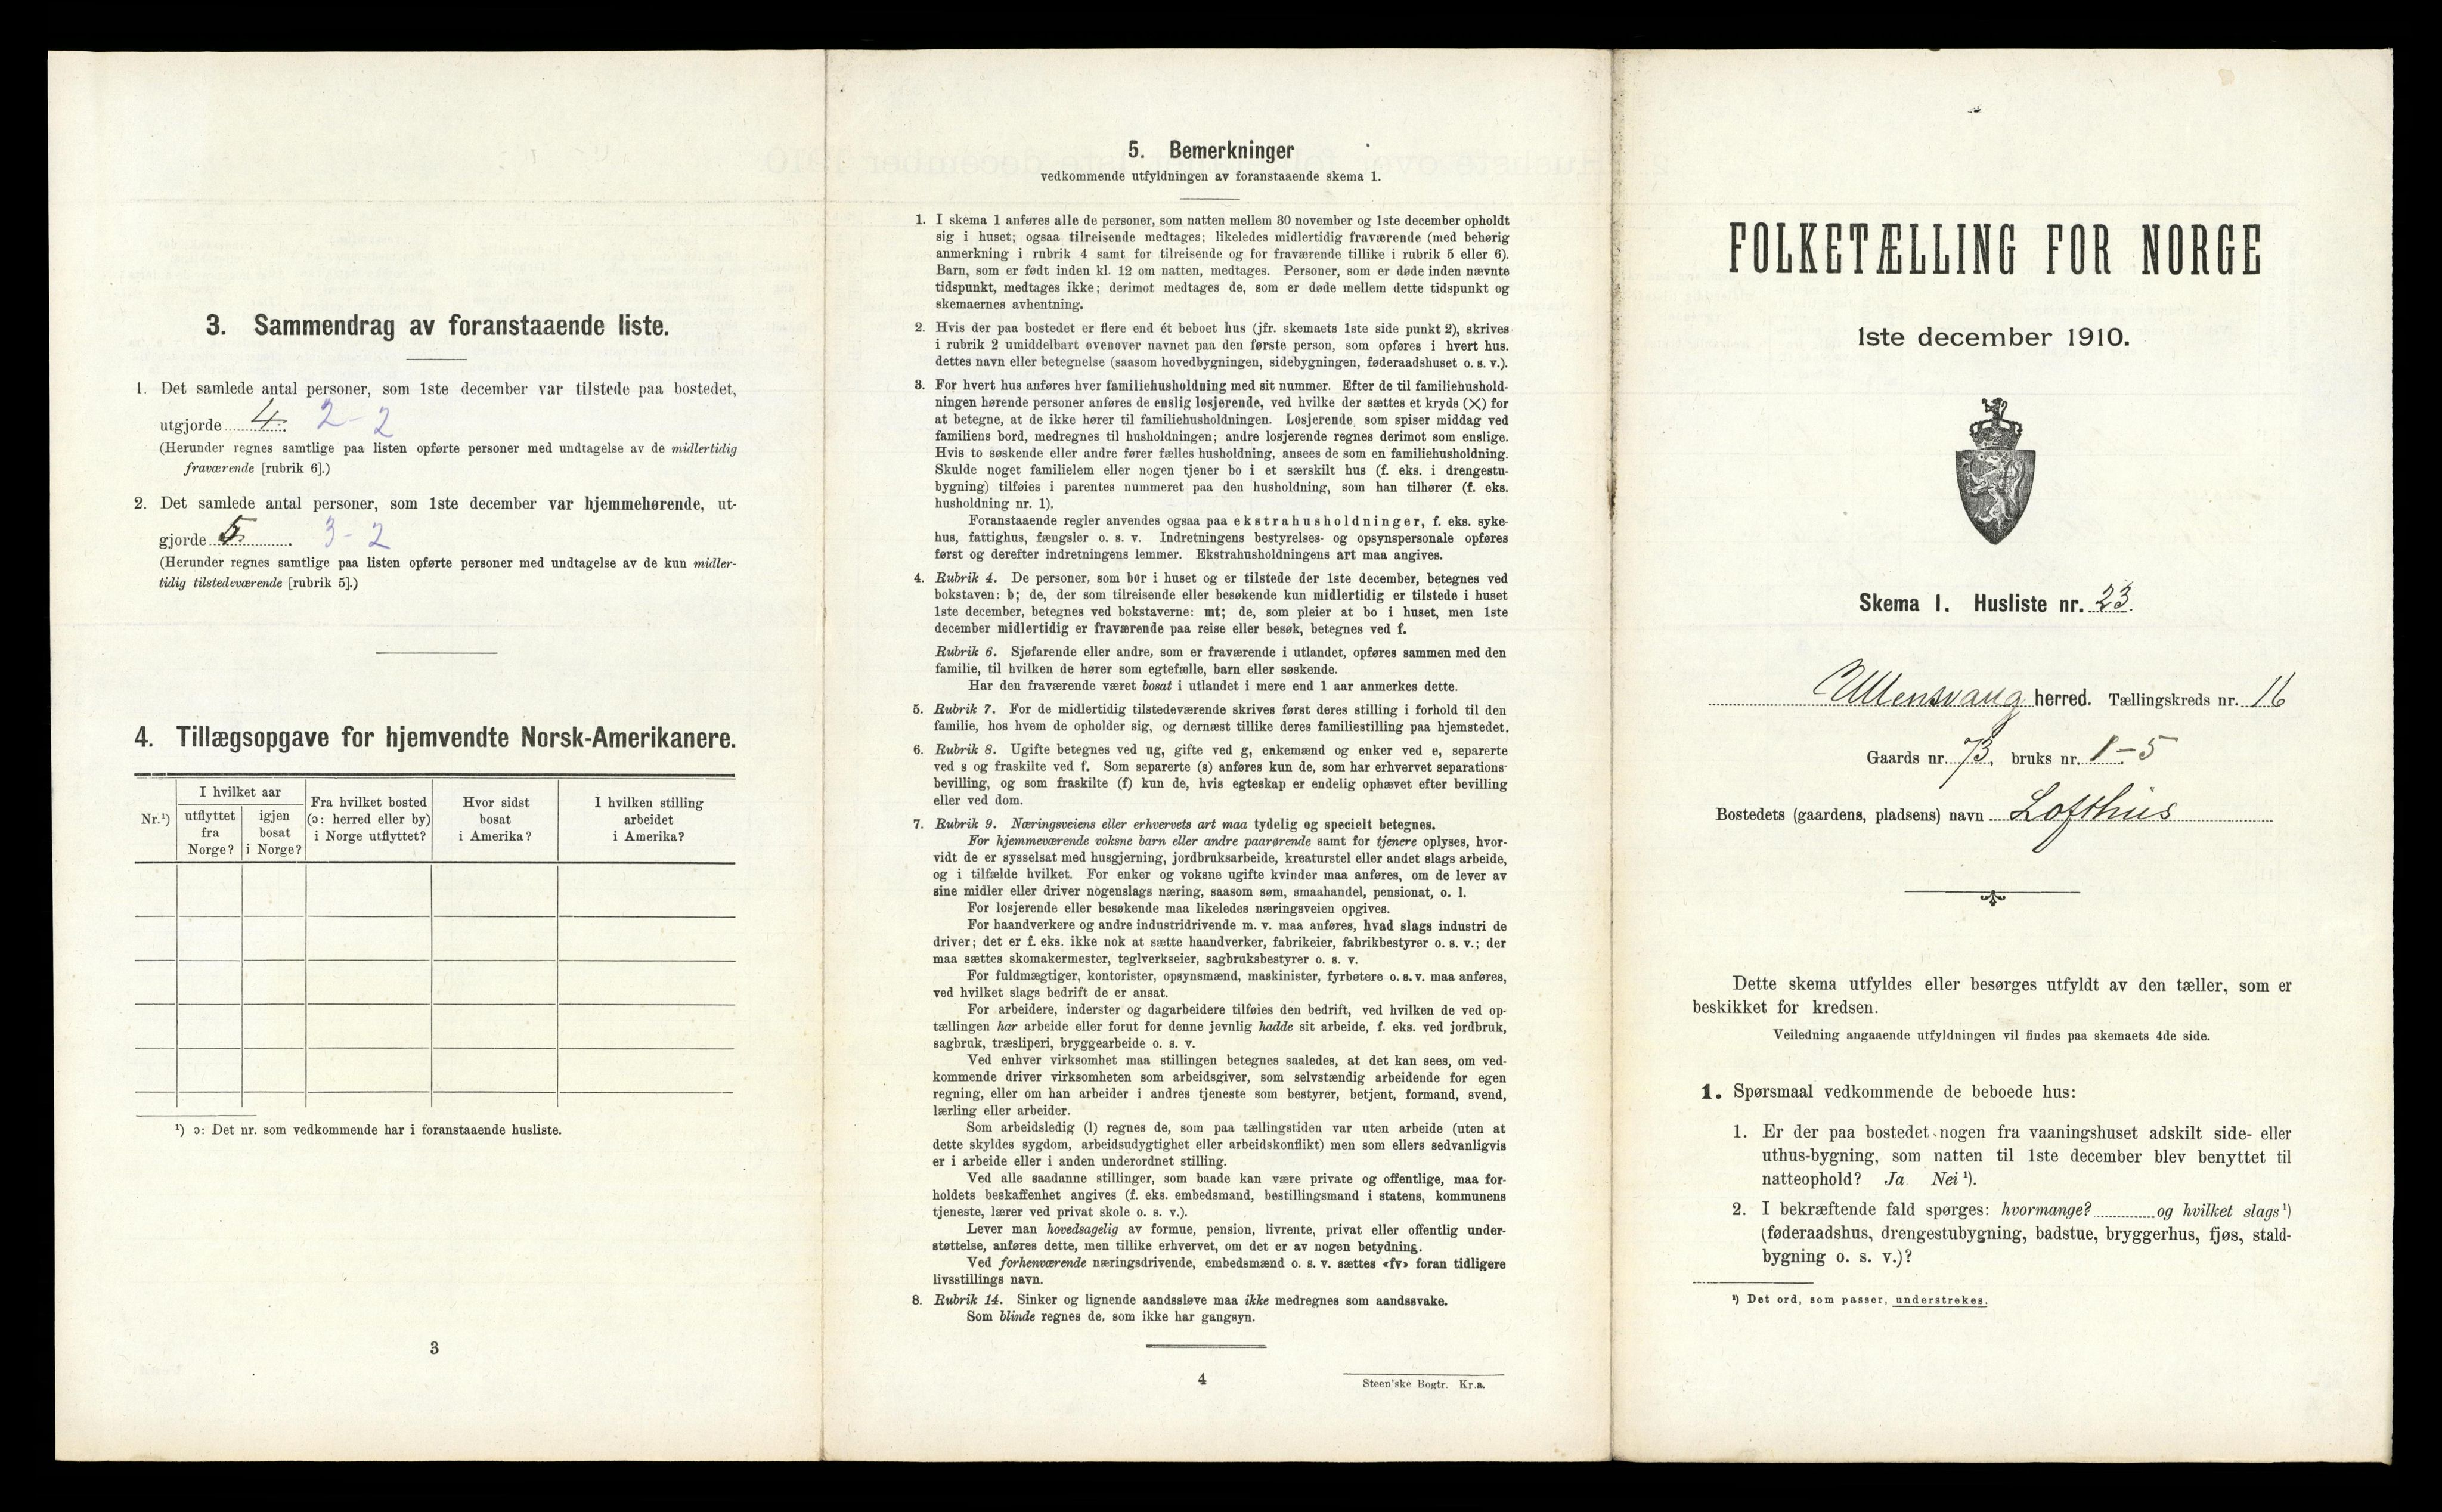 3. Sammendrag av foranstaaende liste.
1. Det samlede antal personer, som 1ste december var tilstede paa bostedet,
utgjorde 4. 2-2
(Herunder regnes samtlige paa listen opførte personer med undtagelse av de midlertidig
fraværende [rubrik 6].)
2. Det samlede antal personer, som 1ste december var hjemmehørende, ut-
gjorde 5. 3-2
(Herunder regnes samtlige paa listen opførte personer med undtagelse av de kun midler-
tidig tilstedeværende [rubrik 5].)
4. Tillægsopgave for hjemvendte Norsk-Amerikanere.
Nr.¹)
I hvilket aar
utflyttet
fra
Norge?
igjen
bosat
i Norge?
Fra hvilket bosted
(ɔ: herred eller by)
i Norge utflyttet?
Hvor sidst
bosat
i Amerika?
I hvilken stilling
arbeidet
i Amerika?
¹) ɔ: Det nr. som vedkommende har i foranstaaende husliste.
3
5. Bemerkninger
vedkommende utfyldningen av foranstaaende skema 1.
1. I skema 1 anføres alle de personer, som natten mellem 30 november og 1ste december opholdt
sig i huset; ogsaa tilreisende medtages; likeledes midlertidig fraværende (med behørig
anmerkning i rubrik 4 samt for tilreisende og for fraværende tillike i rubrik 5 eller 6).
Barn, som er født inden kl. 12 om natten, medtages. Personer, som er døde inden nævnte
tidspunkt, medtages ikke; derimot medtages de, som er døde mellem dette tidspunkt og
skemaernes avhentning.
2. Hvis der paa bostedet er flere end ét beboet hus (jfr. skemaets 1ste side punkt 2), skrives
i rubrik 2 umiddelbart ovenover navnet paa den første person, som opføres i hvert hus.
dettes navn eller betegnelse (saasom hovedbygningen, sidebygningen, føderaadshuset o. s. v.).
3. For hvert hus anføres hver familiehusholdning med sit nummer. Efter de til familiehushold-
ningen hørende personer anføres de enslig losjerende, ved hvilke der sættes et kryds (✕) for
at betegne, at de ikke hører til familiehusholdningen. Losjerende som spiser middag ved
familiens bord, medregnes til husholdningen; andre losjerende regnes derimot som enslige.
Hvis to søskende eller andre fører fælles husholdning, ansees de som en familiehusholdning.
Skulde noget familielem eller nogen tjener bo i et særskilt hus (f. eks. i drengestu-
bygning) tilføies i parentes nummeret paa den husholdning, som han tilhører (f. eks.
husholdning nr. 1).
Foranstaaende regler anvendes ogsaa paa ekstrahusholdninger, f. eks. syke-
hus, fattighus, fængsler o. s. v. Indretningens bestyrelses- og opsynspersonale opføres
først og derefter indretningens lemmer. Ekstrahusholdningens art maa angives.
4. Rubrik 4. De personer, som bor i huset og er tilstede der 1ste december, betegnes ved
bokstaven: b; de, der som tilreisende eller besøkende kun midlertidig er tilstede i huset
1ste december, betegnes ved bokstaverne: mt; de, som pleier at bo i huset, men 1ste
december midlertidig er fraværende paa reise eller besøk, betegnes ved f.
Rubrik 6. Sjøfarende eller andre, som er fraværende i utlandet, opføres sammen med den
familie, til hvilken de hører som egtefælle, barn eller søskende.
Har den fraværende været bosat i utlandet i mere end 1 aar anmerkes dette.
5. Rubrik 7. For de midlertidig tilstedeværende skrives først deres stilling i forhold til den
familie, hos hvem de opholder sig, og dernæst tillike deres familiestilling paa hjemstedet.
6. Rubrik 8. Ugifte betegnes ved ug, gifte ved g, enkemænd og enker ved e, separerte
ved s og fraskilte ved f. Som separerte (s) anføres kun de, som har erhvervet separations-
bevilling, og som fraskilte (f) kun de, hvis egteskap er endelig ophævet efter bevilling
eller ved dom.
7. Rubrik 9. Næringsveiens eller erhvervets art maa tydelig og specielt betegnes.
For hjemmeværende voksne barn eller andre paarørende samt for tjenere oplyses, hvor-
vidt de er sysselsat med husgjerning, jordbruksarbeide, kreaturstel eller andet slags arbeide,
og i tilfælde hvilket. For enker og voksne ugifte kvinder maa anføres, om de lever av
sine midler eller driver nogenslags næring, saasom søm, smaahandel, pensionat, o. l.
For losjerende eller besøkende maa likeledes næringsveien opgives.
For haandverkere og andre industridrivende m. v. maa anføres, hvad slags industri de
driver; det er f. eks. ikke nok at sætte haandverker, fabrikeier, fabrikbestyrer o. s. v.; der
maa sættes skomakermester, teglverkseier, sagbruksbestyrer o. s. v.
For fuldmægtiger, kontorister, opsynsmænd, maskinister, fyrbøtere o. s. v. maa anføres,
ved hvilket slags bedrift de er ansat.
For arbeidere, inderster og dagarbeidere tilføies den bedrift, ved hvilken de ved op-
tællingen har arbeide eller forut for denne jevnlig hadde sit arbeide, f. eks. ved jordbruk,
sagbruk, træsliperi, bryggearbeide o. s. v.
Ved enhver virksomhet maa stillingen betegnes saaledes, at det kan sees, om ved-
kommende driver virksomheten som arbeidsgiver, som selvstændig arbeidende for egen
regning, eller om han arbeider i andres tjeneste som bestyrer, betjent, formand, svend,
lærling eller arbeider.
Som arbeidsledig (l) regnes de, som paa tællingstiden var uten arbeide (uten at
dette skyldes sygdom, arbeidsudygtighet eller arbeidskonflikt) men som ellers sedvanligvis
er i arbeide eller i anden underordnet stilling.
Ved alle saadanne stillinger, som baade kan være private og offentlige, maa for-
holdets beskaffenhet angives (f. eks. embedsmand, bestillingsmand i statens, kommunens
tjeneste, lærer ved privat skole o. s. v.).
Lever man hovedsagelig av formue, pension, livrente, privat eller offentlig under-
støttelse, anføres dette, men tillike erhvervet, om det er av nogen betydning.
Ved forhenværende næringsdrivende, embedsmænd o. s. v. sættes «fv» foran tidligere
livsstillings navn.
8. Rubrik 14. Sinker og lignende aandssløve maa ikke medregnes som aandssvake.
Som blinde regnes de, som ikke har gangsyn.
4
Steen'ske Bogtr. Kr.a.
FOLKETÆLLING FOR NORGE
1ste december 1910.
Skema 1. Husliste nr. 23.
Ullensvang herred. Tællingskreds nr. 16
Gaards nr. 73, bruks nr. 1-5
Bostedets (gaardens, pladsens) navn Lofthus
Dette skema utfyldes eller besørges utfyldt av den tæller, som er
beskikket for kredsen.
Veiledning angaaende utfyldningen vil findes paa skemaets 4de side.
1. Spørsmaal vedkommende de beboede hus:
1. Er der paa bostedet nogen fra vaaningshuset adskilt side- eller
uthus-bygning, som natten til 1ste december blev benyttet til
natteophold? Ja Nei ¹).
2. I bekræftende fald spørges: hvormange? og hvilket slags ¹)
(føderaadshus, drengestubygning, badstue, bryggerhus, fjøs, stald-
bygning o. s. v.)?
¹) Det ord, som passer, understrekes.